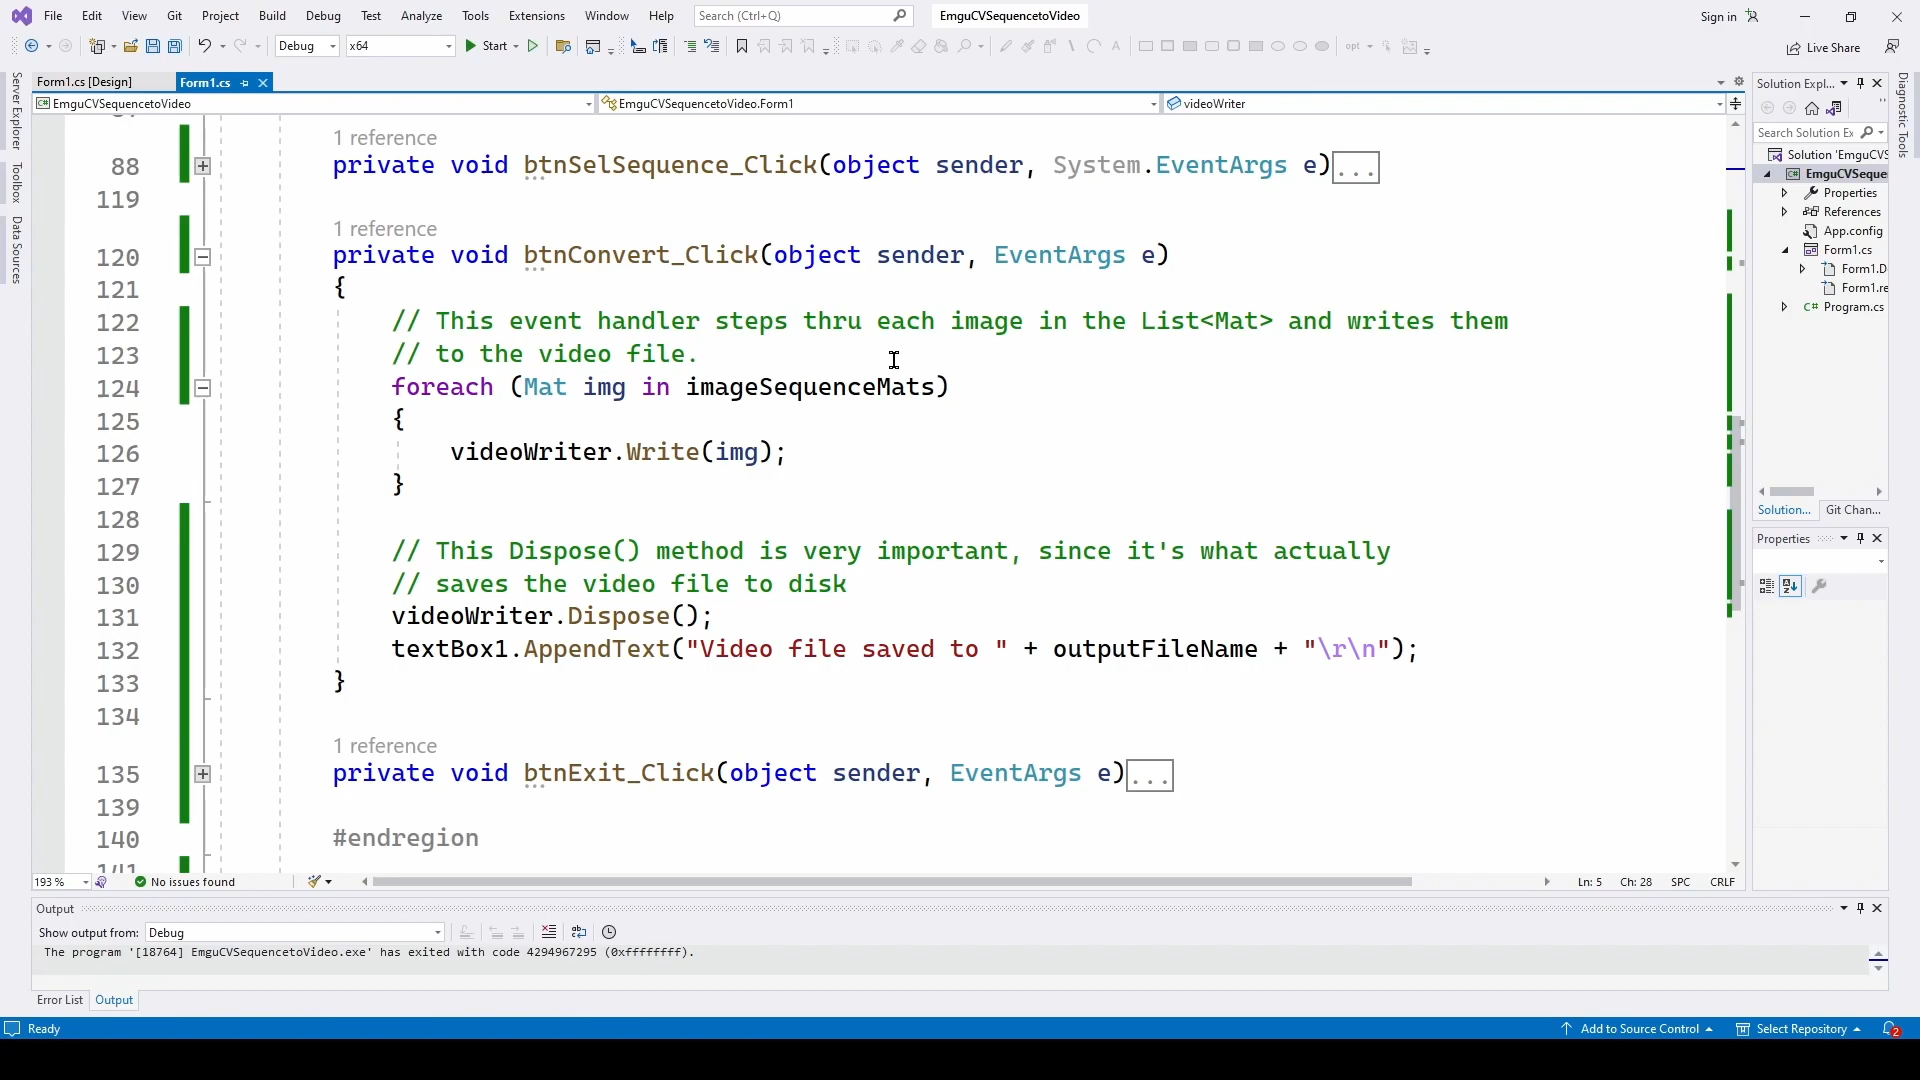 File Edit View Git Project Build Debug Test Analyze Tools Extensions Window Help Search (Ctrl+Q) EmguCVSequencetoVideo Sign in
Debug x64 Start opt Live Share
Form1.cs [Design] Form1.cs
EmguCVSequencetoVideo EmguCVSequencetoVideo.Form1 videoWriter
1 reference
88 private void btnSelSequence_Click(object sender, System.EventArgs e)...
119
1 reference
120 private void btnConvert_Click(object sender, EventArgs e)
121 {
122 // This event handler steps thru each image in the List<Mat> and writes them
123 // to the video file.
124 foreach (Mat img in imageSequenceMats)
125 {
126 videoWriter.Write(img);
127 }
128
129 // This Dispose() method is very important, since it's what actually
130 // saves the video file to disk
131 videoWriter.Dispose();
132 textBox1.AppendText("Video file saved to " + outputFileName + "\r\n");
133 }
134
1 reference
135 private void btnExit_Click(object sender, EventArgs e)...
139
140 #endregion
141
193 % No issues found Ln: 5 Ch: 28 SPC CRLF
Output
Show output from: Debug
The program '[18764] EmguCVSequencetoVideo.exe' has exited with code 4294967295 (0xffffffff).
Error List Output
Ready Add to Source Control Select Repository 2
Server Explorer
Toolbox
Data Sources
Solution Expl...
Search Solution Ex
Solution 'EmguCVS
EmguCVSeque
Properties
References
App.config
Form1.cs
Form1.D
Form1.re
C# Program.cs
Solution... Git Chan...
Properties
Diagnostic Tools